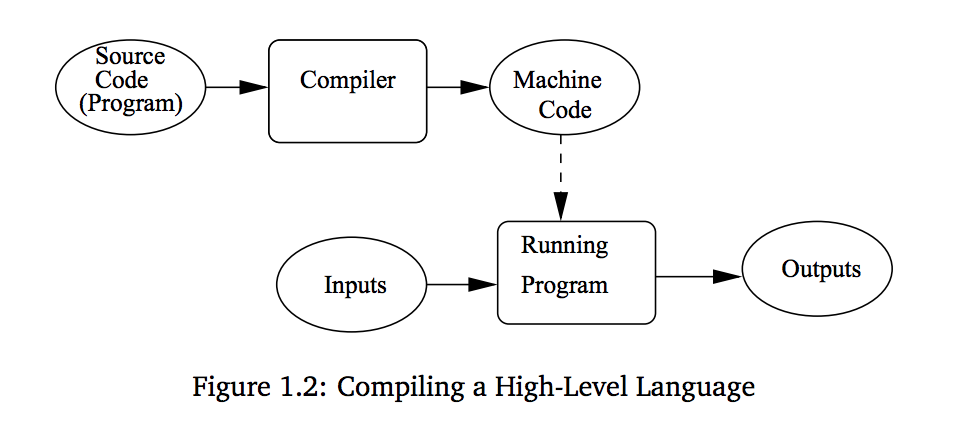 Source
Code
(Program)
Compiler
Machine
Code
Inputs
Running
Program
Outputs
Figure 1.2: Compiling a High-Level Language